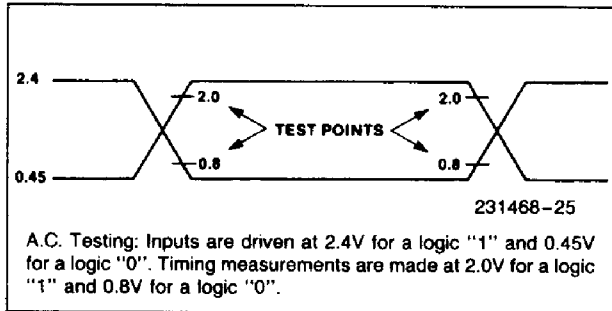 2.4
2.0
2.0
TEST POINTS
0.8
0.8
0.45
231468-25
A.C. Testing: Inputs are driven at 2.4V for a logic "1" and 0.45V
for a logic "0". Timing measurements are made at 2.0V for a logic
"1" and 0.8V for a logic "0".